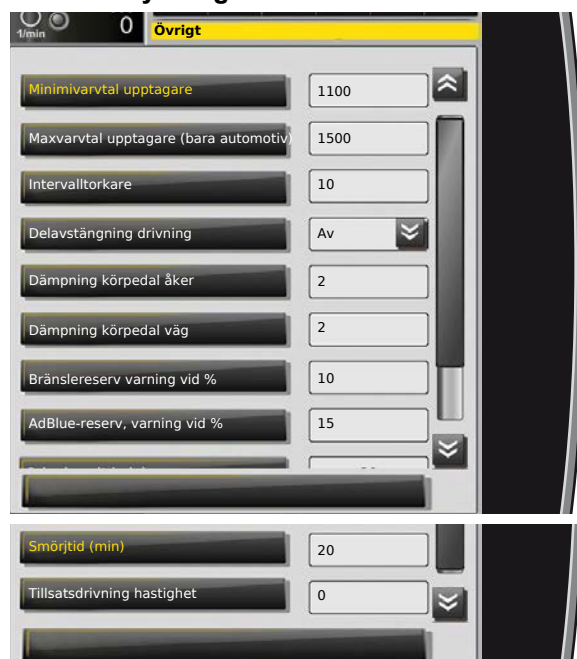 1/min 0 Övrigt
Minimivarvtal upptagare 1100
Maxvarvtal upptagare (bara automotiv) 1500
Intervalltorkare 10
Delavstängning drivning Av
Dämpning körpedal åker 2
Dämpning körpedal väg 2
Bränslereserv varning vid % 10
AdBlue-reserv, varning vid % 15
Smörjtid (min) 20
Tillsatsdrivning hastighet 0